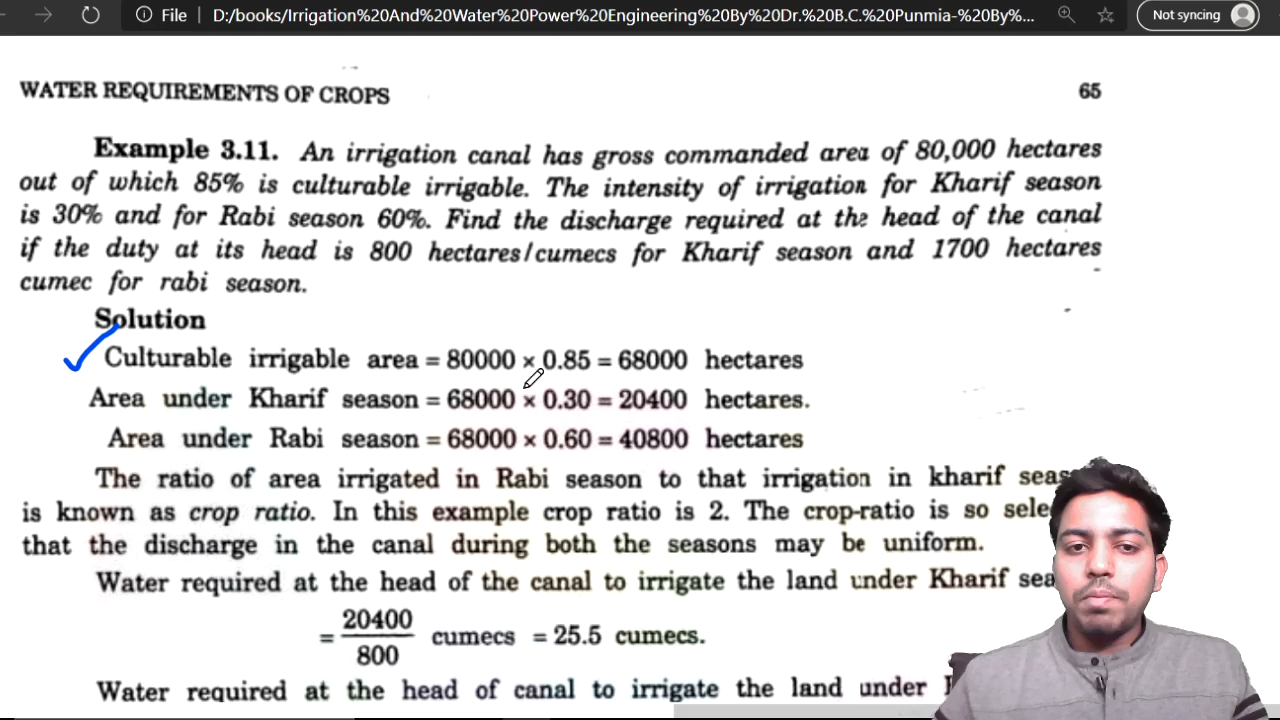 File | D:/books/Irrigation%20And%20Water%20Power%20Engineering%20By%20Dr.%20B.C.%20Punmia-%20By%... Not syncing
WATER REQUIREMENTS OF CROPS 65
Example 3.11. An irrigation canal has gross commanded area of 80,000 hectares
out of which 85% is culturable irrigable. The intensity of irrigation for Kharif season
is 30% and for Rabi season 60%. Find the discharge required at the head of the canal
if the duty at its head is 800 hectares/cumecs for Kharif season and 1700 hectares
cumec for rabi season.
Solution
Culturable irrigable area = 80000 × 0.85 = 68000 hectares
Area under Kharif season = 68000 × 0.30 = 20400 hectares.
Area under Rabi season = 68000 × 0.60 = 40800 hectares
The ratio of area irrigated in Rabi season to that irrigation in kharif
is known as crop ratio. In this example crop ratio is 2. The crop-ratio is so
that the discharge in the canal during both the seasons may be uniform.
Water required at the head of the canal to irrigate the land under Kharif
= 20400/800 cumecs = 25.5 cumecs.
Water required at the head of canal to irrigate the land under